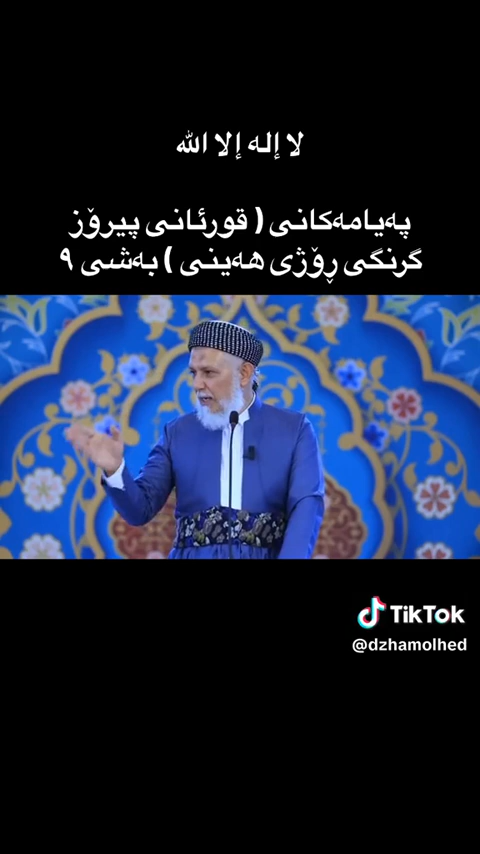 لا إله إلا الله
پەیامەکانی ( قورئانی پیرۆز
گرنگی ڕۆژی هەینی ) بەشی ٩
TikTok
@dzhamolhed